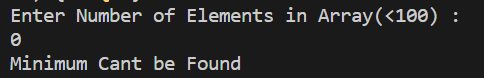 Enter Number of Elements in Array(<100) :
0
Minimum Cant be Found